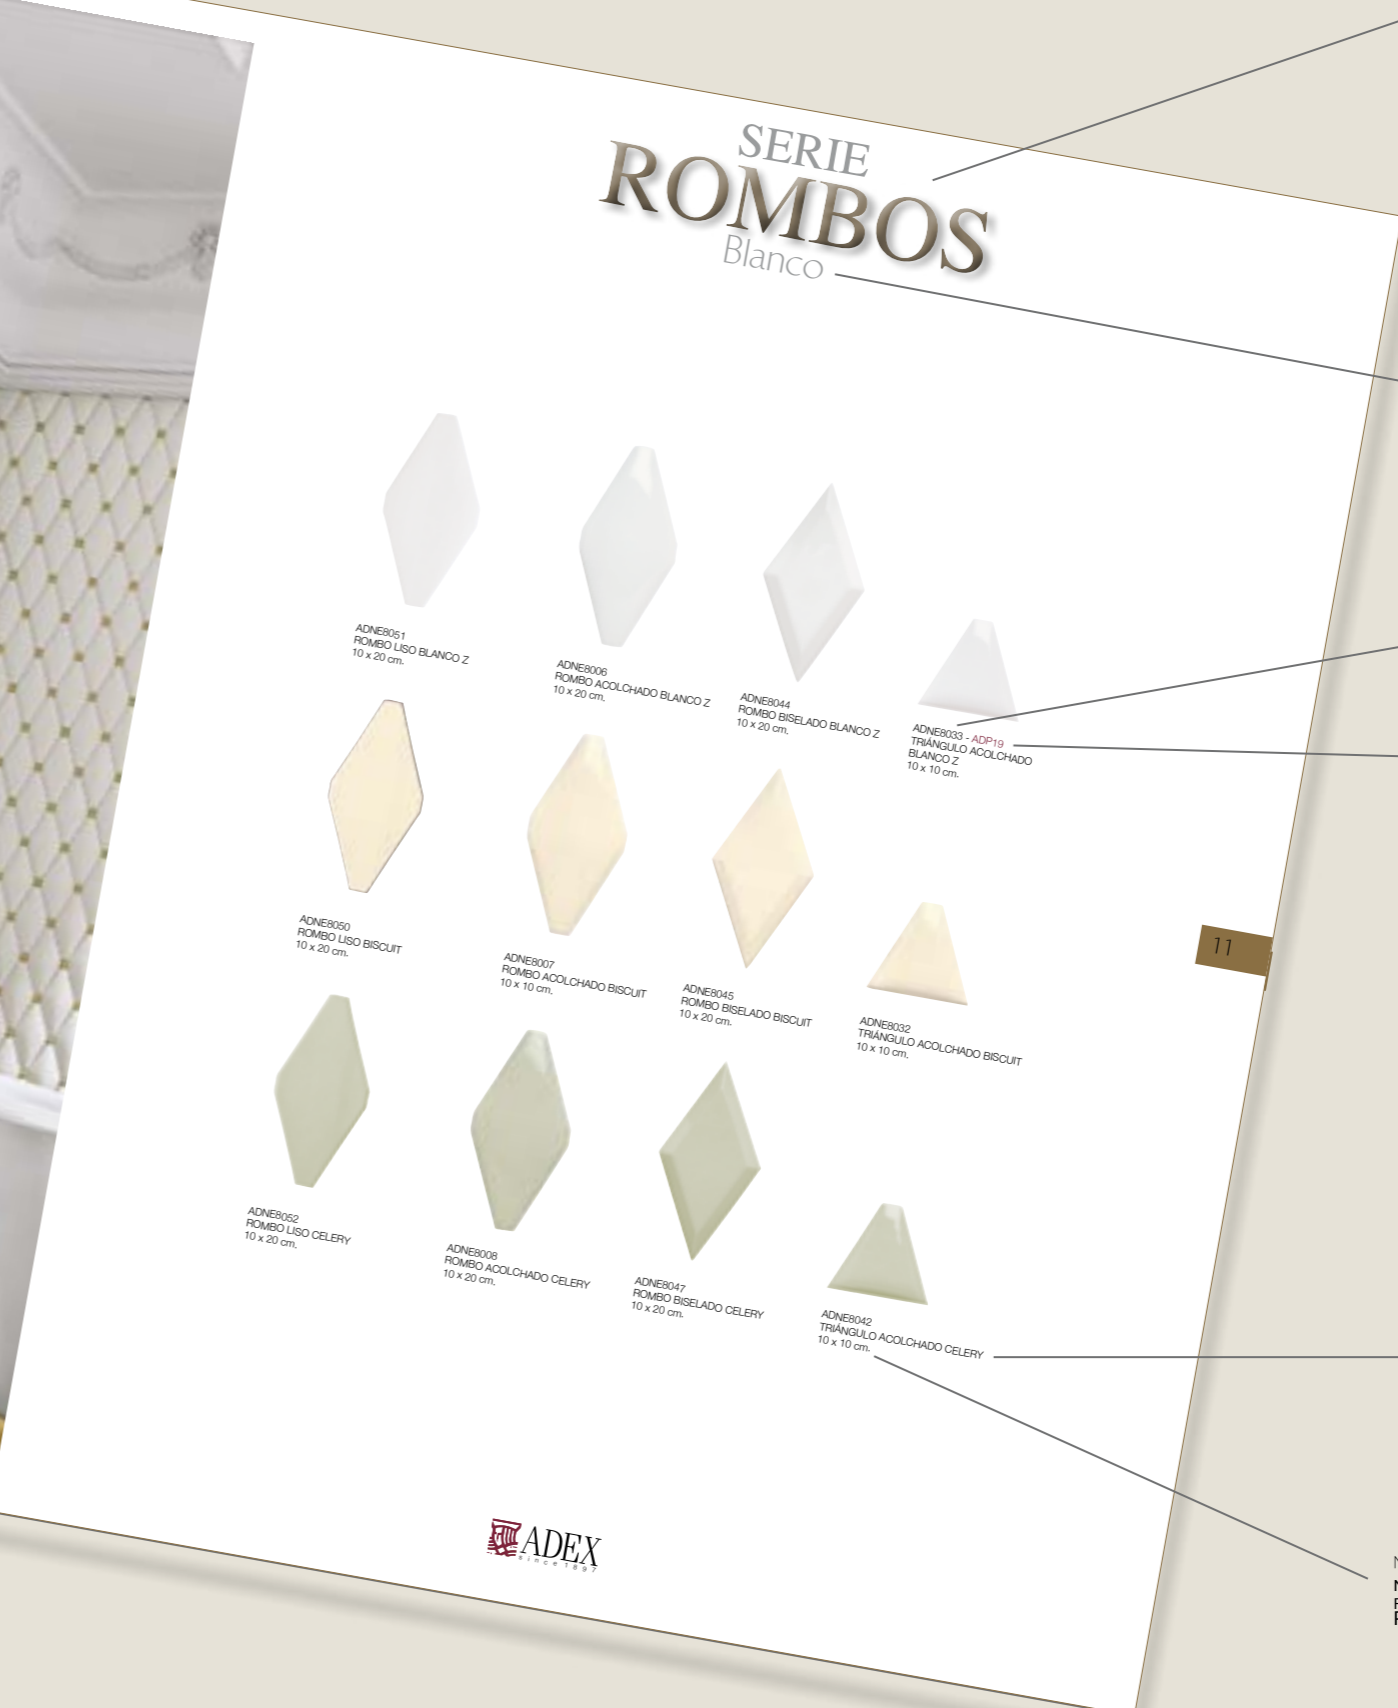 SERIE
ROMBOS
Blanco
ADNE8051
ROMBO LISO BLANCO Z
10 x 20 cm.
ADNE8006
ROMBO ACOLCHADO BLANCO Z
10 x 20 cm.
ADNE8044
ROMBO BISELADO BLANCO Z
10 x 20 cm.
ADNE8033 - ADP19
TRIÁNGULO ACOLCHADO
BLANCO Z
10 x 10 cm.
ADNE8050
ROMBO LISO BISCUIT
10 x 20 cm.
ADNE8007
ROMBO ACOLCHADO BISCUIT
10 x 10 cm.
ADNE8045
ROMBO BISELADO BISCUIT
10 x 20 cm.
ADNE8032
TRIÁNGULO ACOLCHADO BISCUIT
10 x 10 cm.
11
ADNE8052
ROMBO LISO CELERY
10 x 20 cm.
ADNE8008
ROMBO ACOLCHADO CELERY
10 x 20 cm.
ADNE8047
ROMBO BISELADO CELERY
10 x 20 cm.
ADNE8042
TRIÁNGULO ACOLCHADO CELERY
10 x 10 cm.
ADEX
since 1897